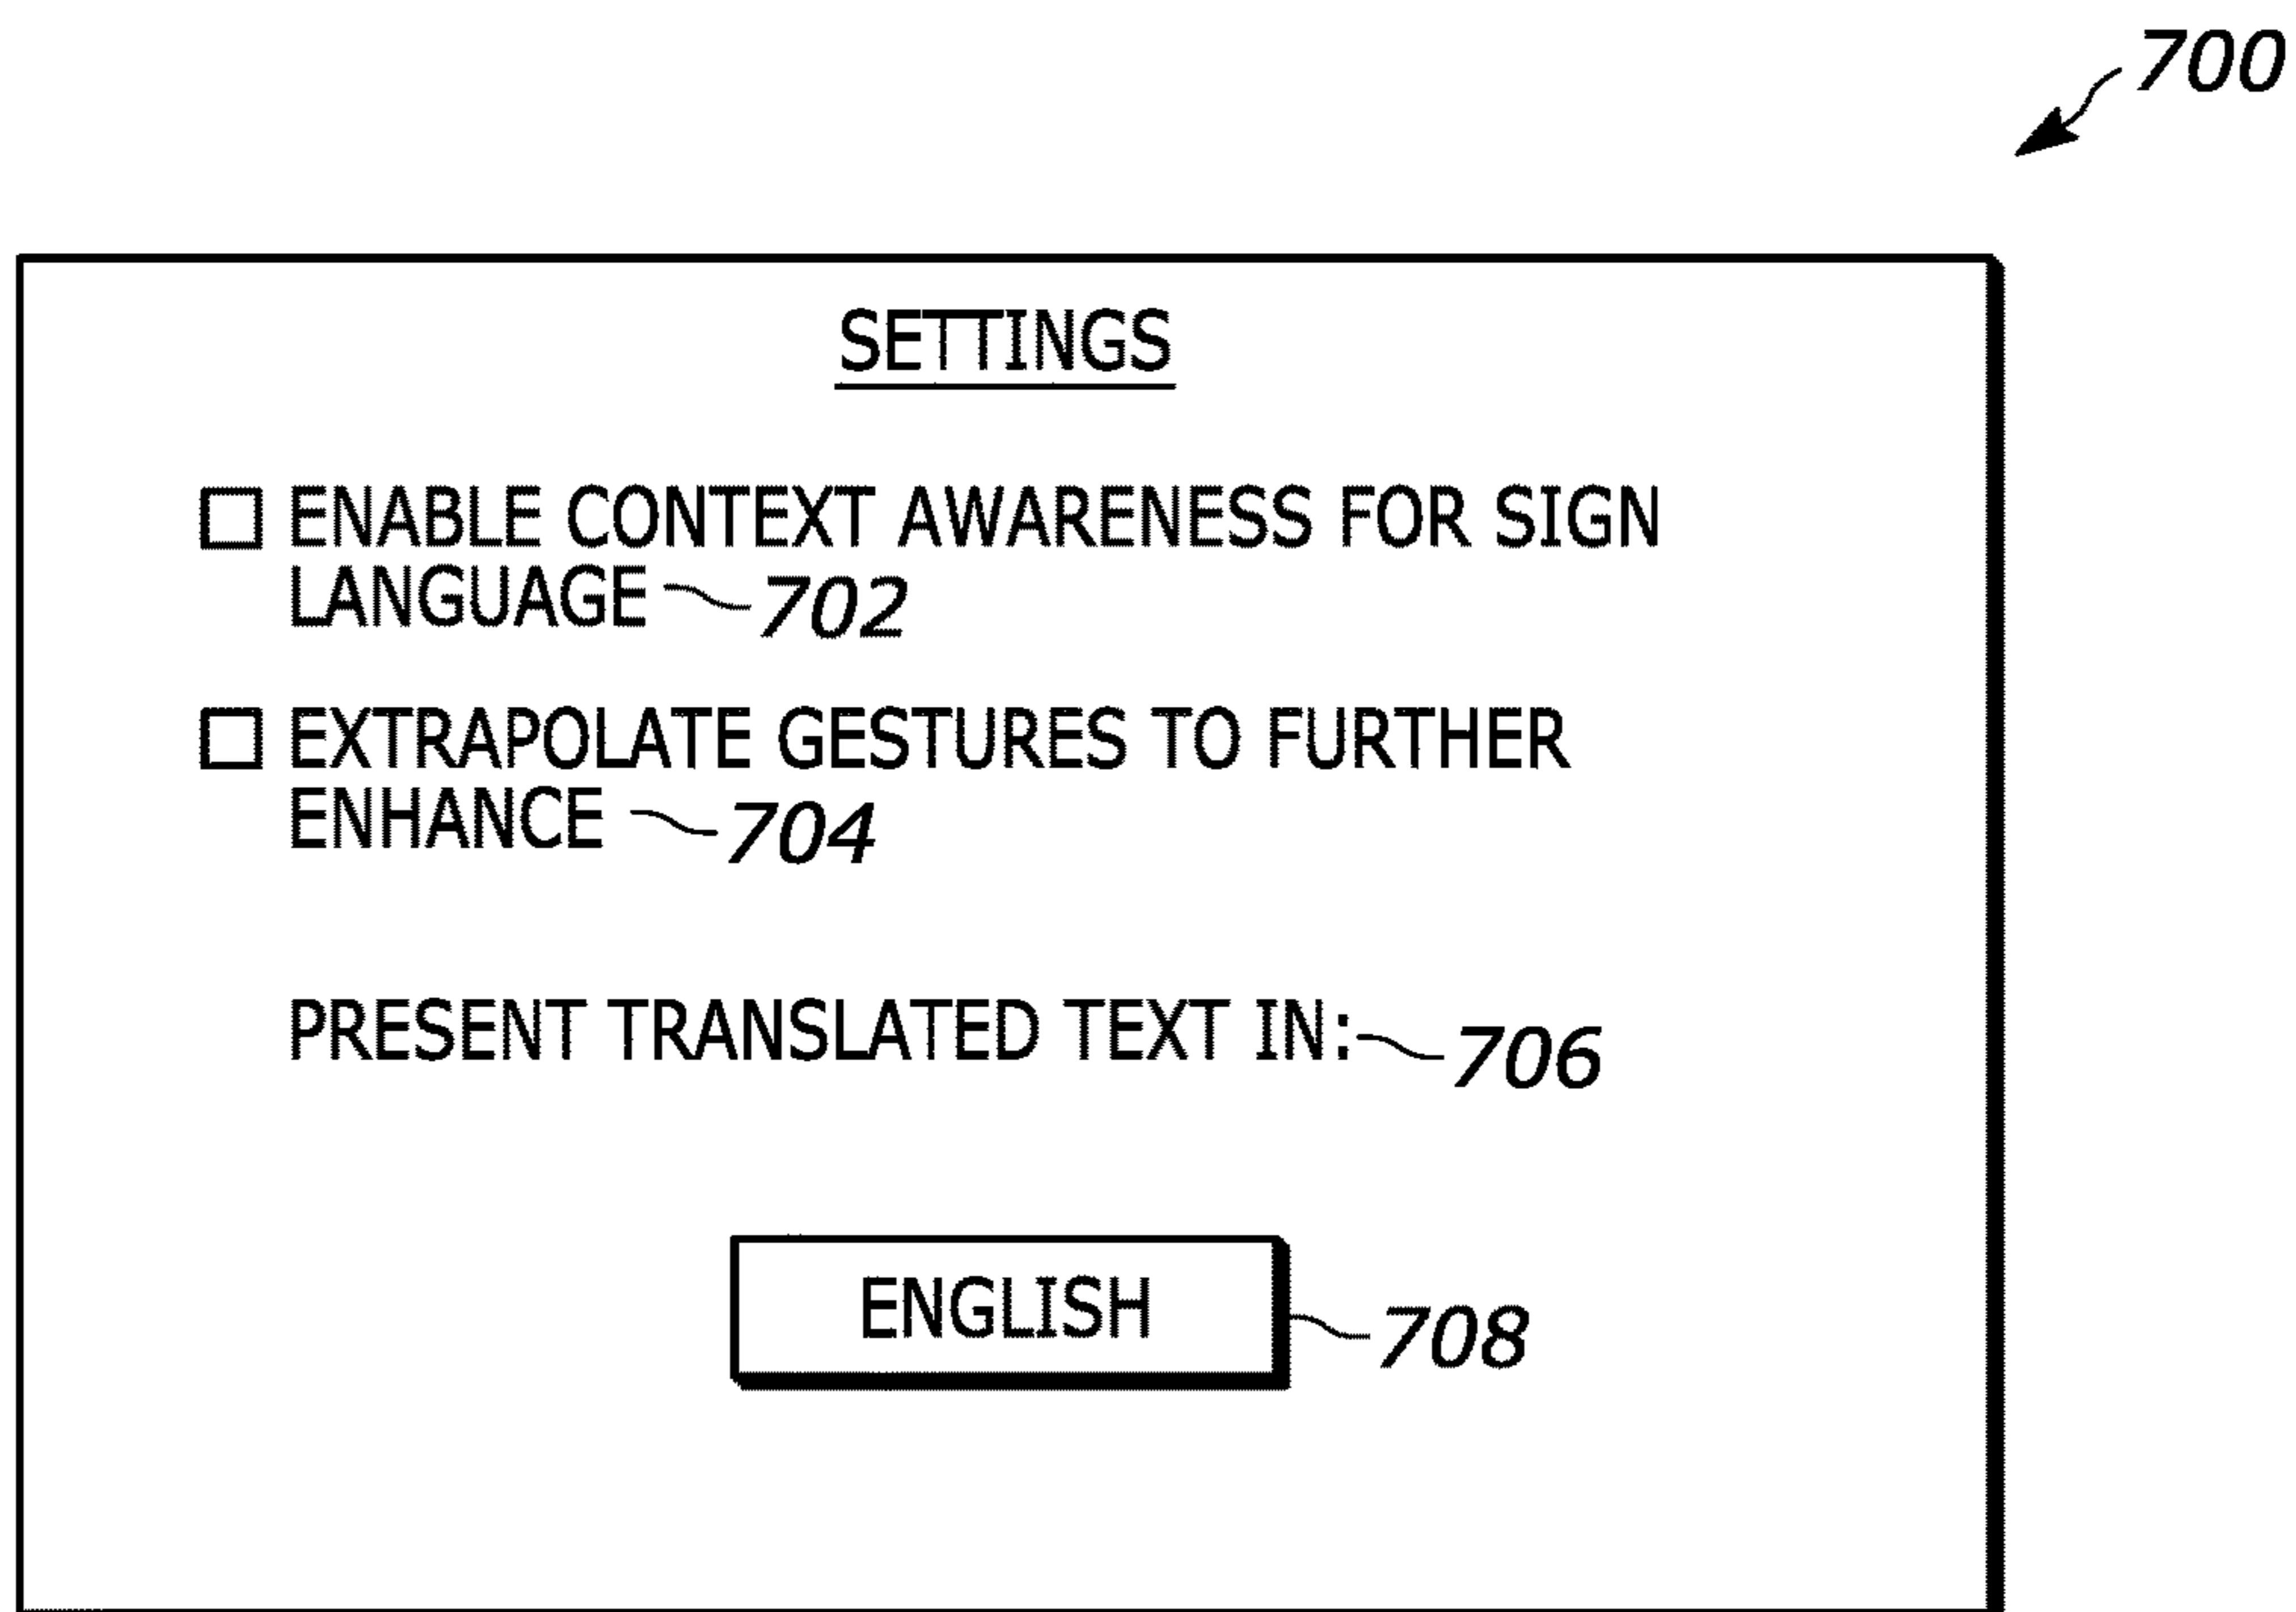 700
SETTINGS
ENABLE CONTEXT AWARENESS FOR SIGN
LANGUAGE 702
EXTRAPOLATE GESTURES TO FURTHER
ENHANCE 704
PRESENT TRANSLATED TEXT IN: 706
ENGLISH 708